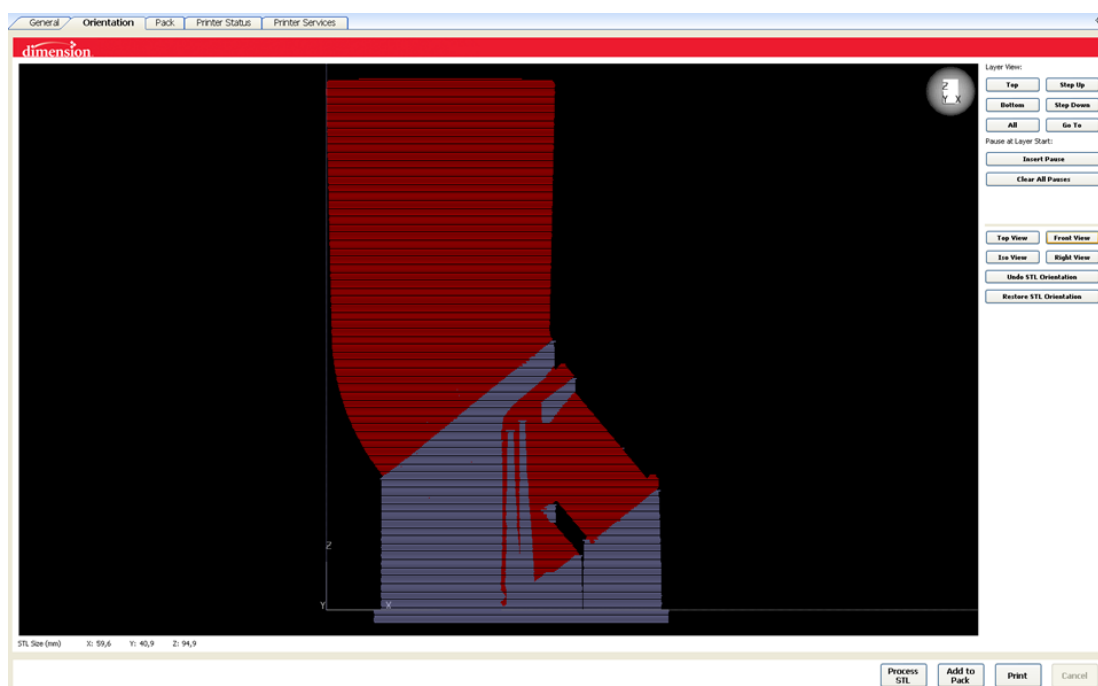 General Orientation Pack Printer Status Printer Services
dimension
Layer View:
Top Step Up
Bottom Step Down
All Go To
Pause at Layer Start:
Insert Pause
Clear All Pauses
Top View Front View
Iso View Right View
Undo STL Orientation
Restore STL Orientation
Z
Y X
Z
Y X
STL Size (mm) X: 59,6 Y: 40,9 Z: 94,9
Process STL Add to Pack Print Cancel